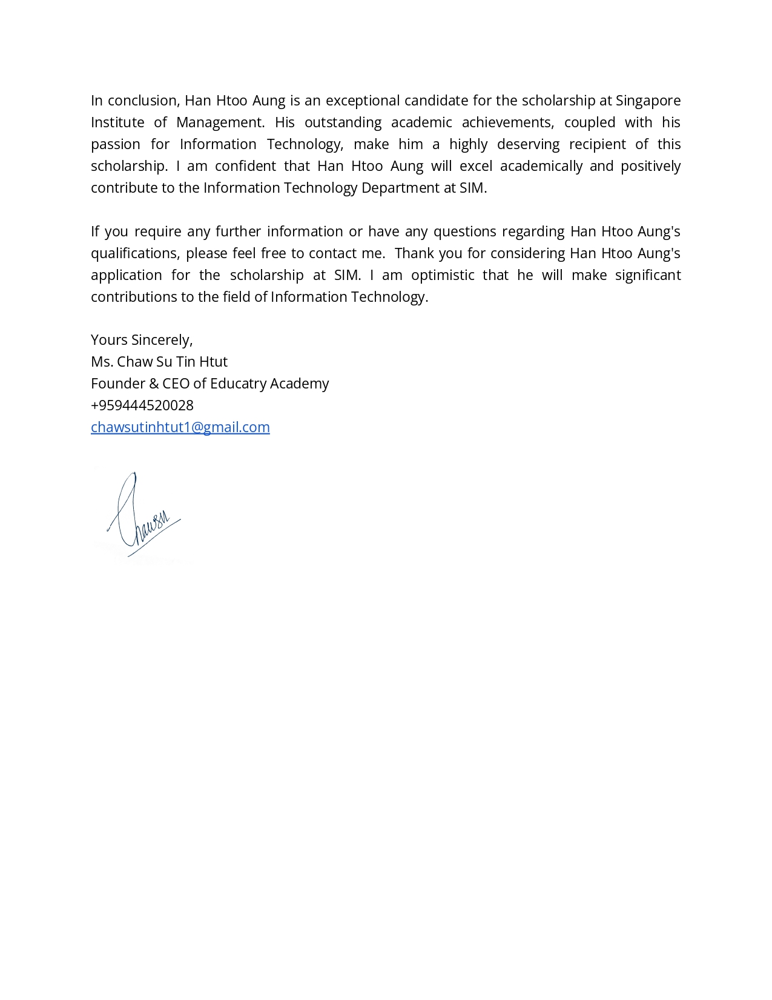 In conclusion, Han Htoo Aung is an exceptional candidate for the scholarship at Singapore
Institute of Management. His outstanding academic achievements, coupled with his
passion for Information Technology, make him a highly deserving recipient of this
scholarship. I am confident that Han Htoo Aung will excel academically and positively
contribute to the Information Technology Department at SIM.
If you require any further information or have any questions regarding Han Htoo Aung's
qualifications, please feel free to contact me.  Thank you for considering Han Htoo Aung's
application for the scholarship at SIM. I am optimistic that he will make significant
contributions to the field of Information Technology.
Yours Sincerely,
Ms. Chaw Su Tin Htut
Founder & CEO of Educatry Academy
+959444520028
chawsutinhtut1@gmail.com
Chawsu